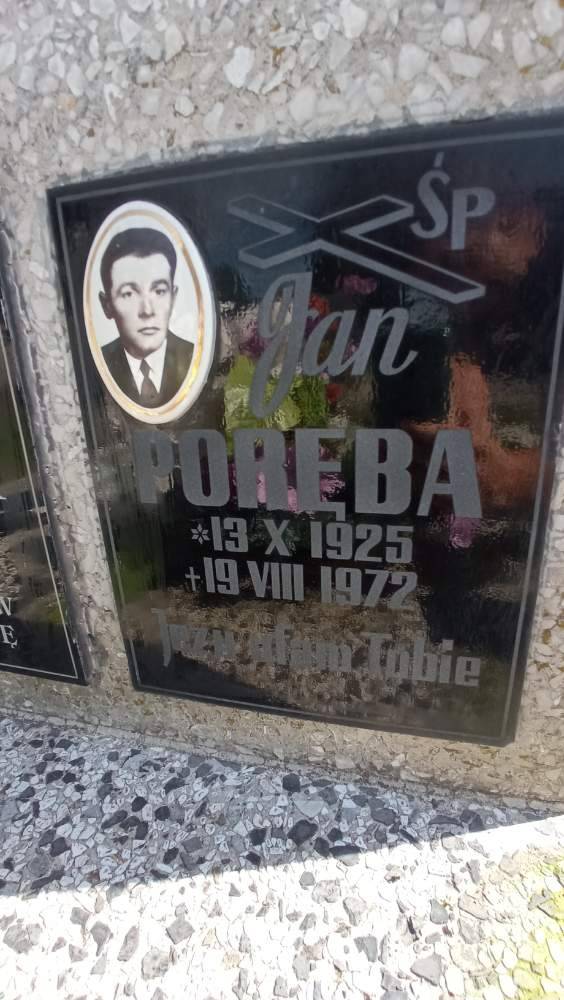 ŚP
Jan
PORĘBA
*13 X 1925
+19 VIII 1972
Jezu ufam Tobie
W
Ę